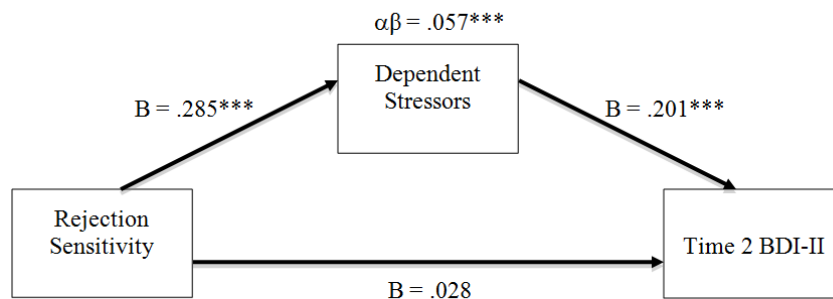 αβ = .057***
Dependent
Stressors
B = .285***
B = .201***
Rejection
Sensitivity
Time 2 BDI-II
B = .028